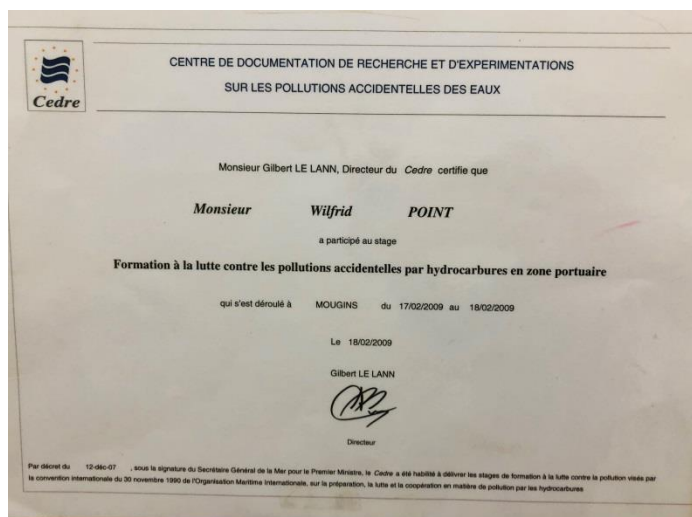 Cedre
CENTRE DE DOCUMENTATION DE RECHERCHE ET D'EXPERIMENTATIONS
SUR LES POLLUTIONS ACCIDENTELLES DES EAUX
Monsieur Gilbert LE LANN, Directeur du Cedre certifie que
Monsieur Wilfrid POINT
a participé au stage
Formation à la lutte contre les pollutions accidentelles par hydrocarbures en zone portuaire
qui s'est déroulé à MOUGINS du 17/02/2009 au 18/02/2009
Le 18/02/2009
Gilbert LE LANN
Directeur
Par décret du 12-déc-07 , sous la signature du Secrétaire Général de la Mer pour le Premier Ministre, le Cedre a été habilité à délivrer les stages de formation à la lutte contre la pollution visés par
la convention internationale du 30 novembre 1990 de l'Organisation Maritime Internationale, sur la préparation, la lutte et la coopération en matière de pollution par les hydrocarbures